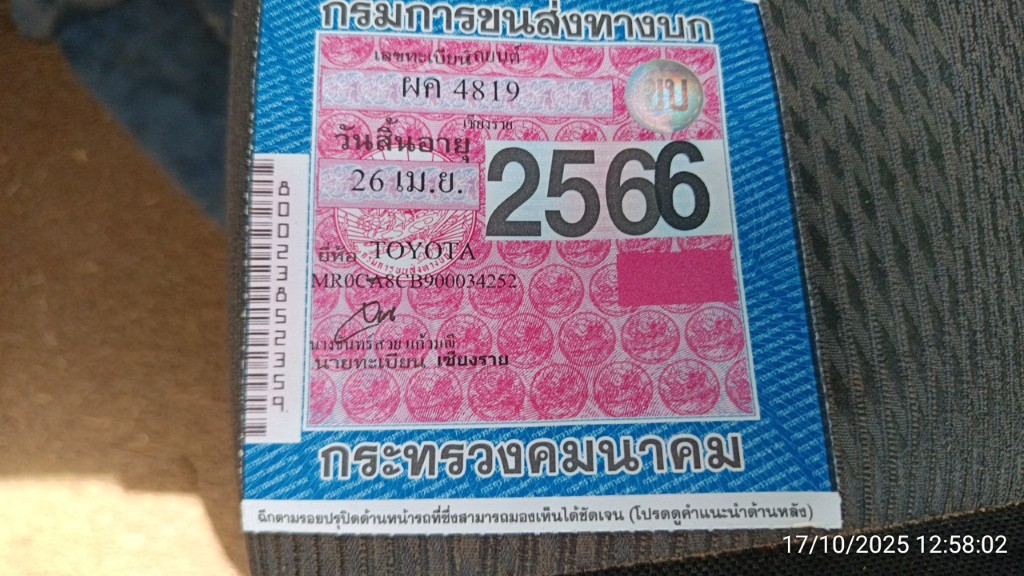 กรมการขนส่งทางบก
เลขทะเบียนรถยนต์
ผค 4819
ขบ
เชียงราย
วันสิ้นอายุ
26 เม.ย.
2566
ยี่ห้อ TOYOTA
MR0CA8CB900034252
นายทะเบียน เชียงราย
80023852359
กระทรวงคมนาคม
ฉีกตามรอยปรุปิดด้านหน้ารถที่ซึ่งสามารถมองเห็นได้ชัดเจน (โปรดดูคำแนะนำด้านหลัง)
17/10/2025 12:58:02